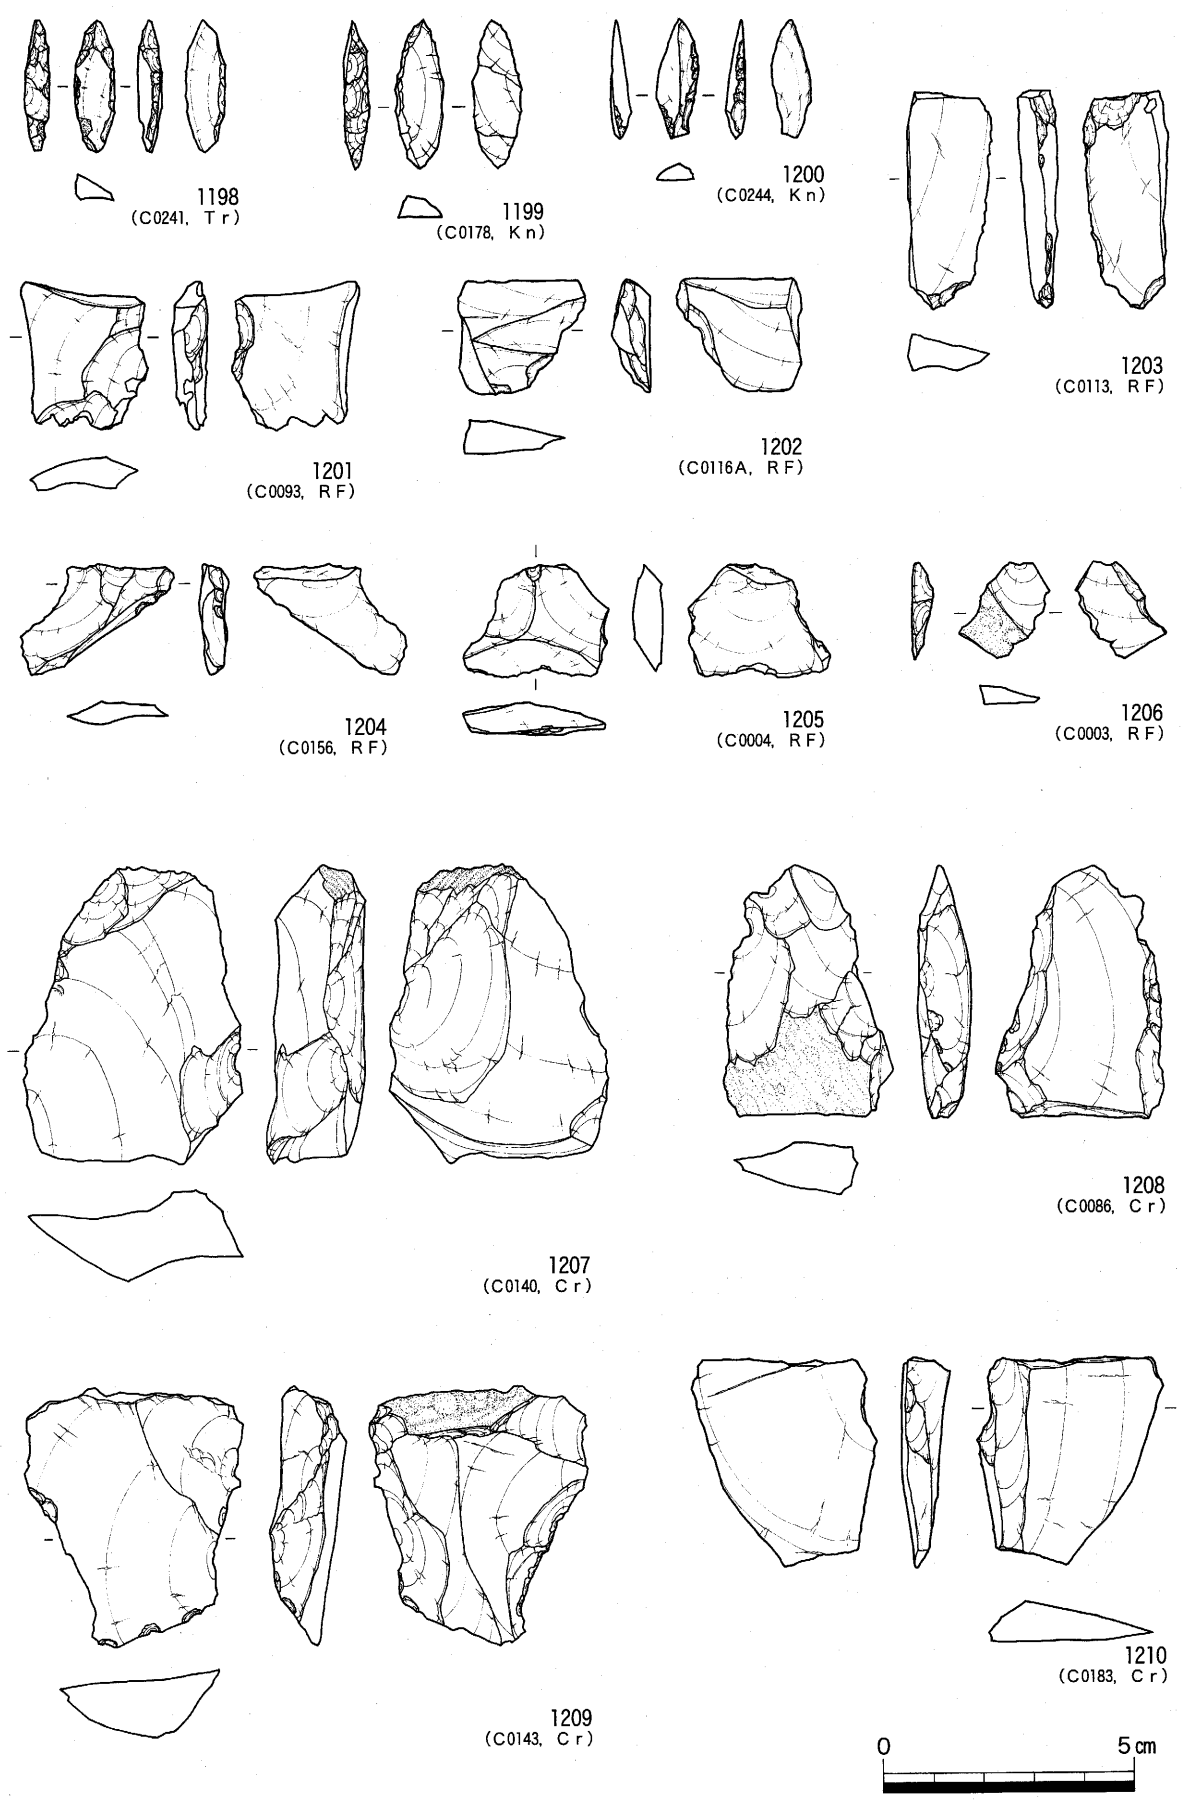 1198
(C0241, Tr)
1199
(C0178, Kn)
1200
(C0244, Kn)
1203
(C0113, RF)
1201
(C0093, RF)
1202
(C0116A, RF)
1204
(C0156, RF)
1205
(C0004, RF)
1206
(C0003, RF)
1207
(C0140, Cr)
1208
(C0086, Cr)
1209
(C0143, Cr)
1210
(C0183, Cr)
0 5cm